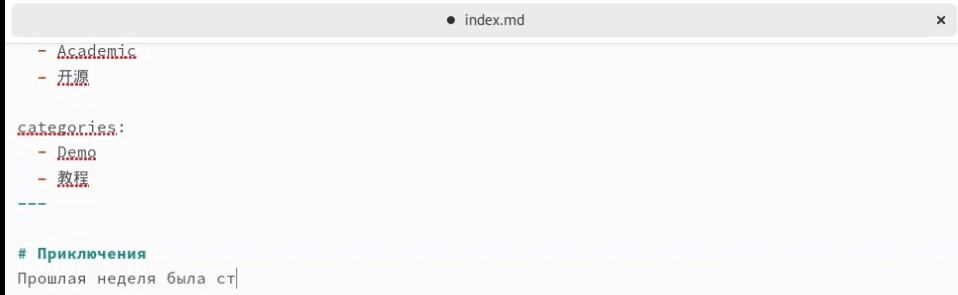 ● index.md ×
- Academic
- 开源
categories:
- Demo
- 教程
---
# Приключения
Прошлая неделя была ст